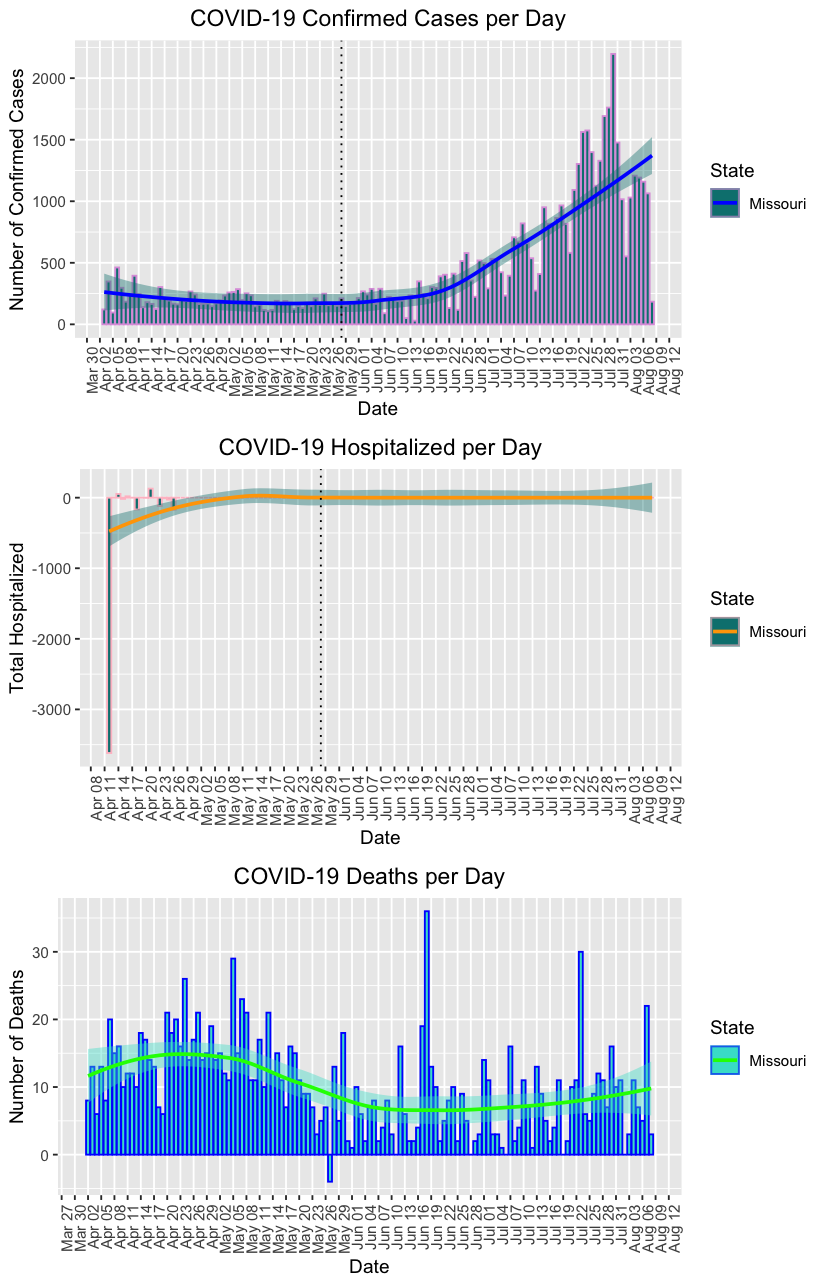 COVID-19 Confirmed Cases per Day
Number of Confirmed Cases
2000
1500
1000
500
0
Mar 30
Apr 02
Apr 05
Apr 08
Apr 11
Apr 14
Apr 17
Apr 20
Apr 23
Apr 26
Apr 29
May 02
May 05
May 08
May 11
May 14
May 17
May 20
May 23
May 26
May 29
Jun 01
Jun 04
Jun 07
Jun 10
Jun 13
Jun 16
Jun 19
Jun 22
Jun 25
Jun 28
Jul 01
Jul 04
Jul 07
Jul 10
Jul 13
Jul 16
Jul 19
Jul 22
Jul 25
Jul 28
Jul 31
Aug 03
Aug 06
Aug 09
Aug 12
Date
State
Missouri
COVID-19 Hospitalized per Day
Total Hospitalized
0
-1000
-2000
-3000
Apr 08
Apr 11
Apr 14
Apr 17
Apr 20
Apr 23
Apr 26
Apr 29
May 02
May 05
May 08
May 11
May 14
May 17
May 20
May 23
May 26
May 29
Jun 01
Jun 04
Jun 07
Jun 10
Jun 13
Jun 16
Jun 19
Jun 22
Jun 25
Jun 28
Jul 01
Jul 04
Jul 07
Jul 10
Jul 13
Jul 16
Jul 19
Jul 22
Jul 25
Jul 28
Jul 31
Aug 03
Aug 06
Aug 09
Aug 12
Date
State
Missouri
COVID-19 Deaths per Day
Number of Deaths
30
20
10
0
Mar 27
Mar 30
Apr 02
Apr 05
Apr 08
Apr 11
Apr 14
Apr 17
Apr 20
Apr 23
Apr 26
Apr 29
May 02
May 05
May 08
May 11
May 14
May 17
May 20
May 23
May 26
May 29
Jun 01
Jun 04
Jun 07
Jun 10
Jun 13
Jun 16
Jun 19
Jun 22
Jun 25
Jun 28
Jul 01
Jul 04
Jul 07
Jul 10
Jul 13
Jul 16
Jul 19
Jul 22
Jul 25
Jul 28
Jul 31
Aug 03
Aug 06
Aug 09
Aug 12
Date
State
Missouri